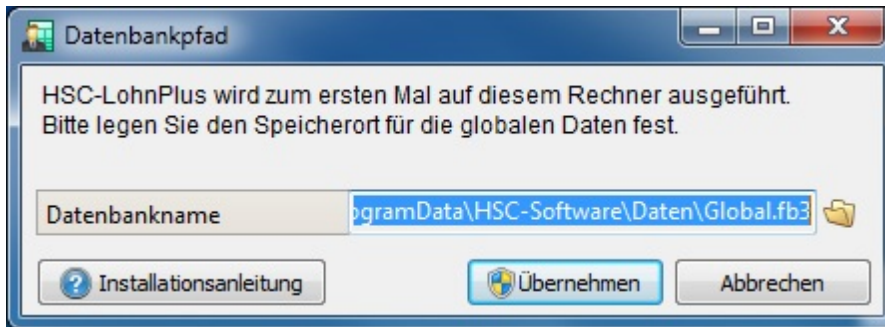 Datenbankpfad
HSC-LohnPlus wird zum ersten Mal auf diesem Rechner ausgeführt.
Bitte legen Sie den Speicherort für die globalen Daten fest.
Datenbankname ogramData\HSC-Software\Daten\Global.fb3
Installationsanleitung Übernehmen Abbrechen